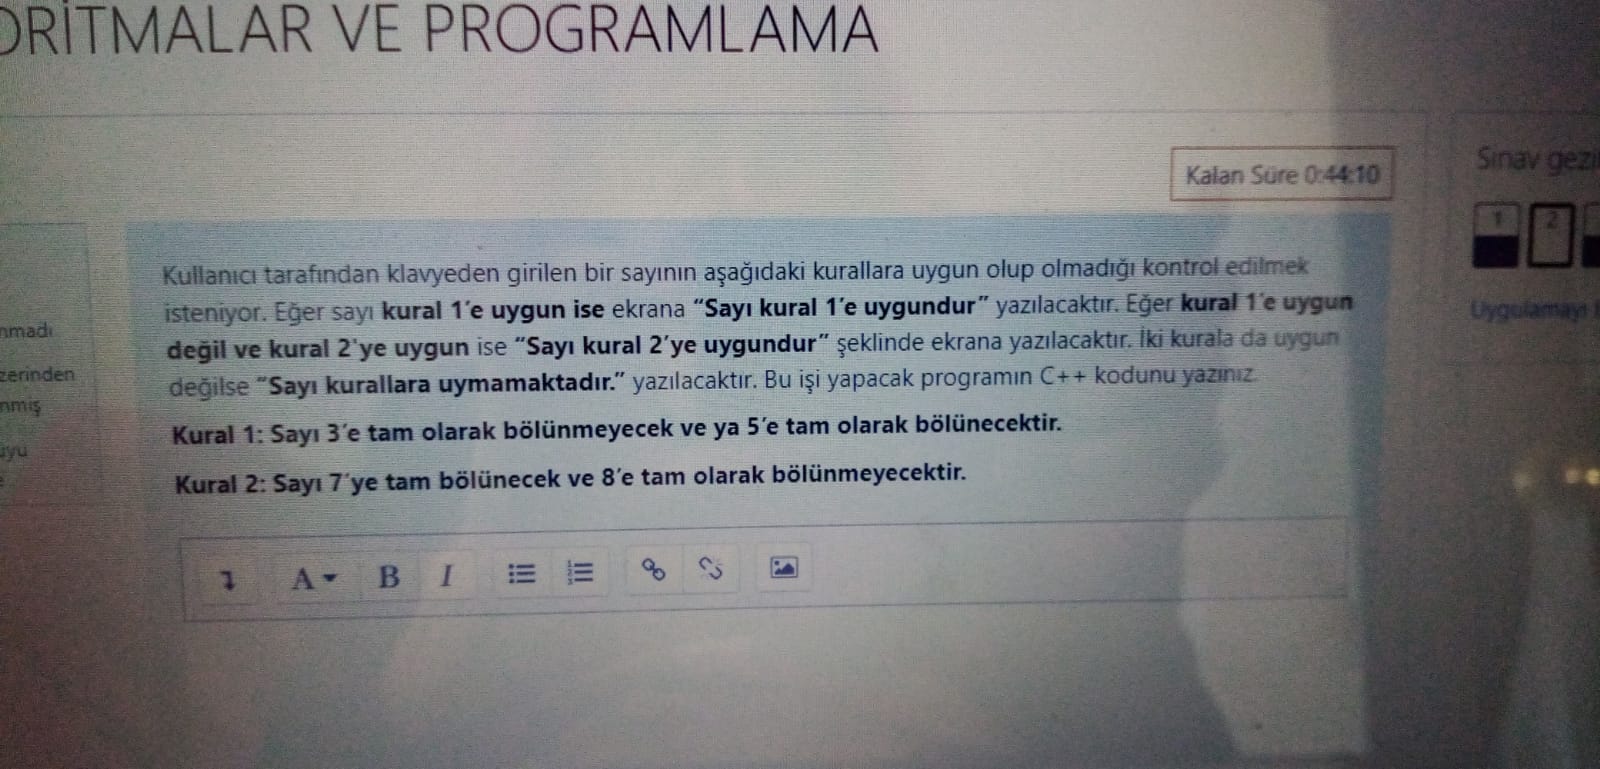 ORİTMALAR VE PROGRAMLAMA
Kalan Süre 0:44:10
Sınav gezi
1 2
nmadı
zerinden
nmiş
uyu
e
Kullanıcı tarafından klavyeden girilen bir sayının aşağıdaki kurallara uygun olup olmadığı kontrol edilmek
isteniyor. Eğer sayı kural 1'e uygun ise ekrana “Sayı kural 1'e uygundur” yazılacaktır. Eğer kural 1'e uygun
değil ve kural 2'ye uygun ise “Sayı kural 2'ye uygundur” şeklinde ekrana yazılacaktır. İki kurala da uygun
değilse “Sayı kurallara uymamaktadır.” yazılacaktır. Bu işi yapacak programın C++ kodunu yazınız.
Kural 1: Sayı 3'e tam olarak bölünmeyecek ve ya 5'e tam olarak bölünecektir.
Kural 2: Sayı 7'ye tam bölünecek ve 8'e tam olarak bölünmeyecektir.
A B I
Uygulamayı